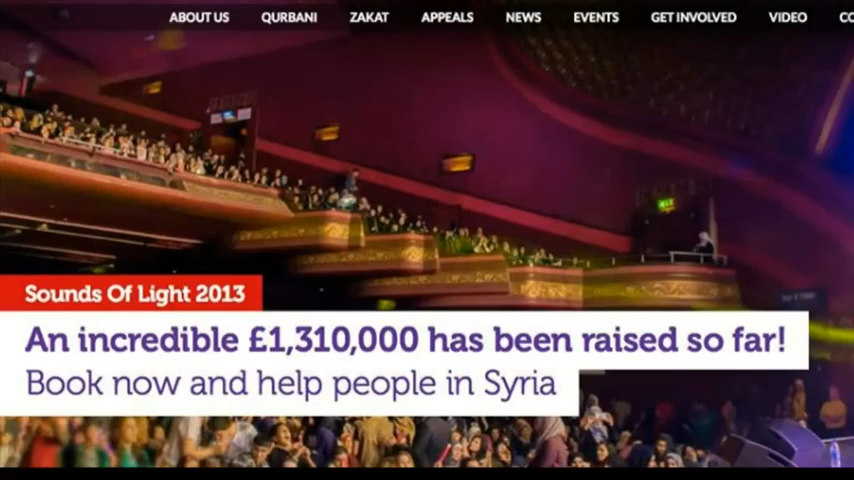 ABOUT US QURBANI ZAKAT APPEALS NEWS EVENTS GET INVOLVED VIDEO CO
Sounds Of Light 2013
An incredible £1,310,000 has been raised so far!
Book now and help people in Syria